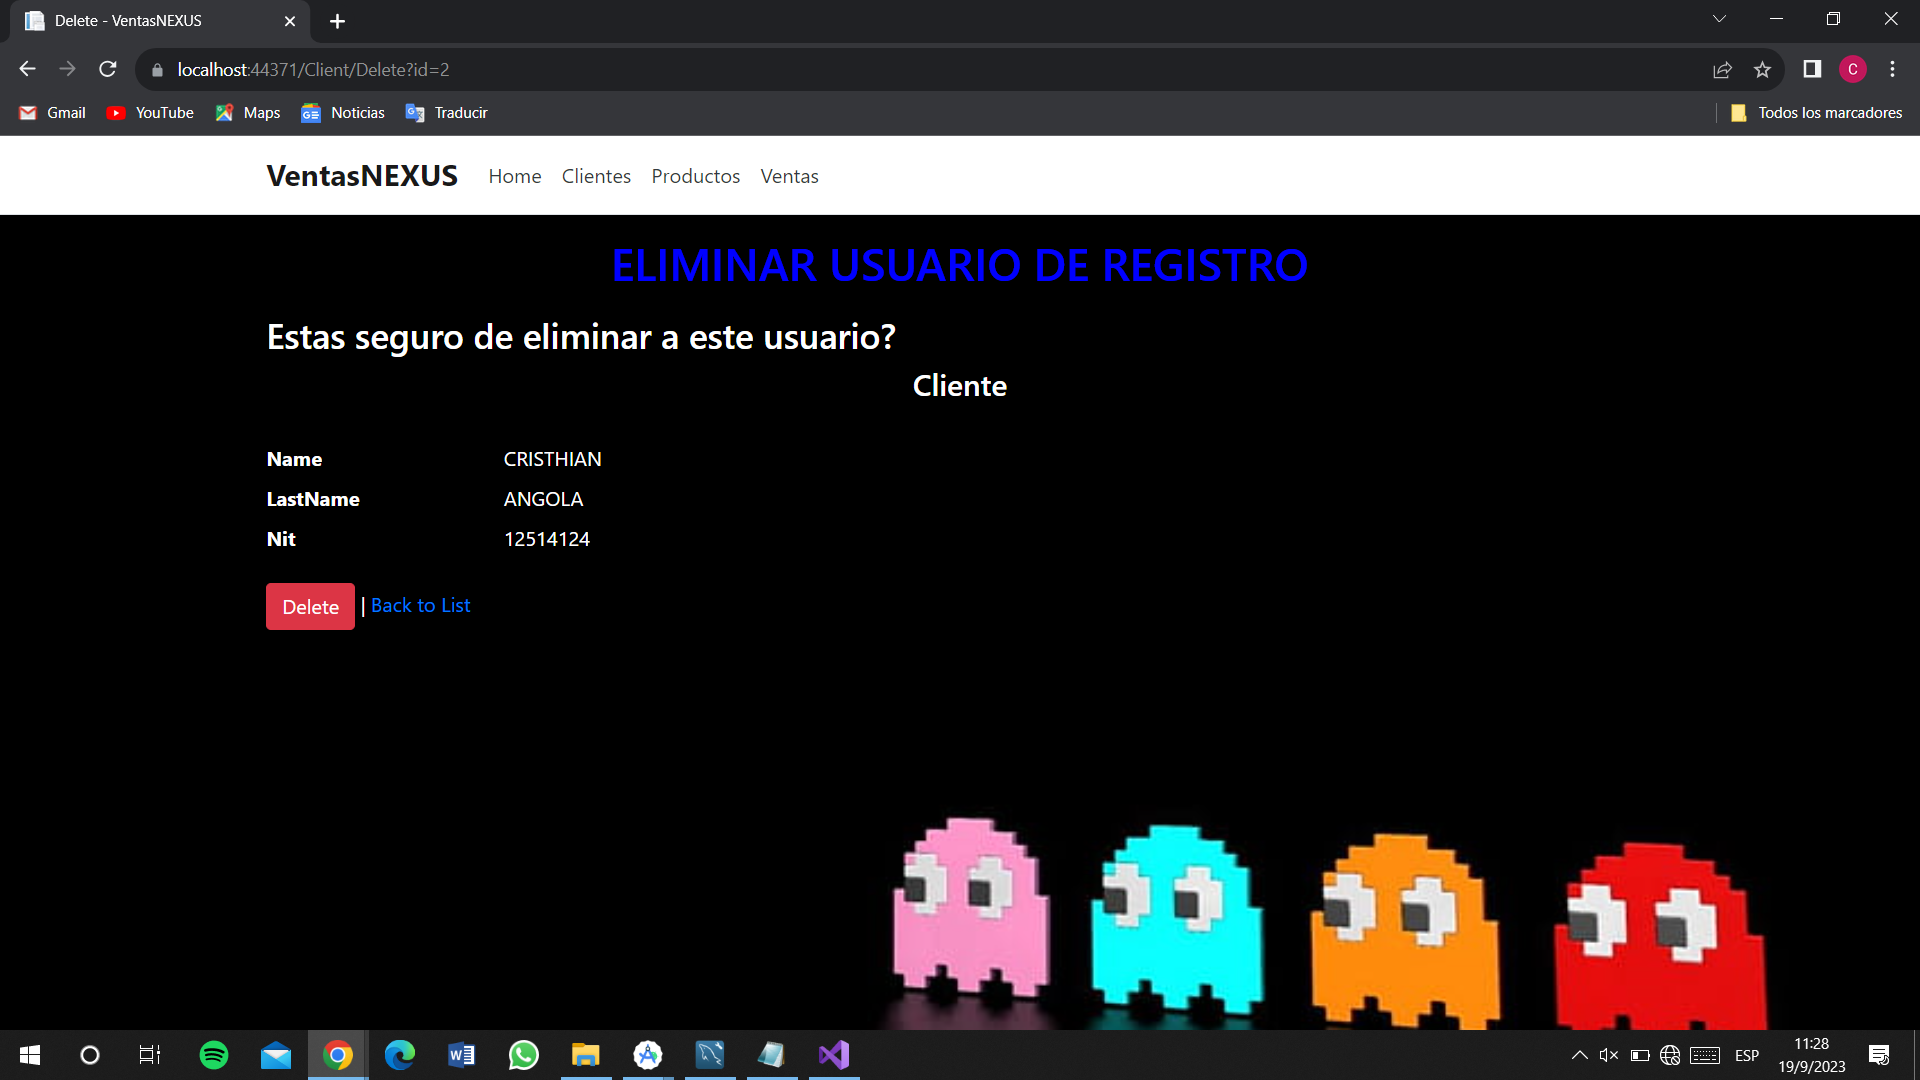 Delete - VentasNEXUS
localhost:44371/Client/Delete?id=2
C
Gmail YouTube Maps Noticias Traducir Todos los marcadores
VentasNEXUS Home Clientes Productos Ventas
ELIMINAR USUARIO DE REGISTRO
Estas seguro de eliminar a este usuario?
Cliente
Name CRISTHIAN
LastName ANGOLA
Nit 12514124
Delete | Back to List
ESP
11:28
19/9/2023